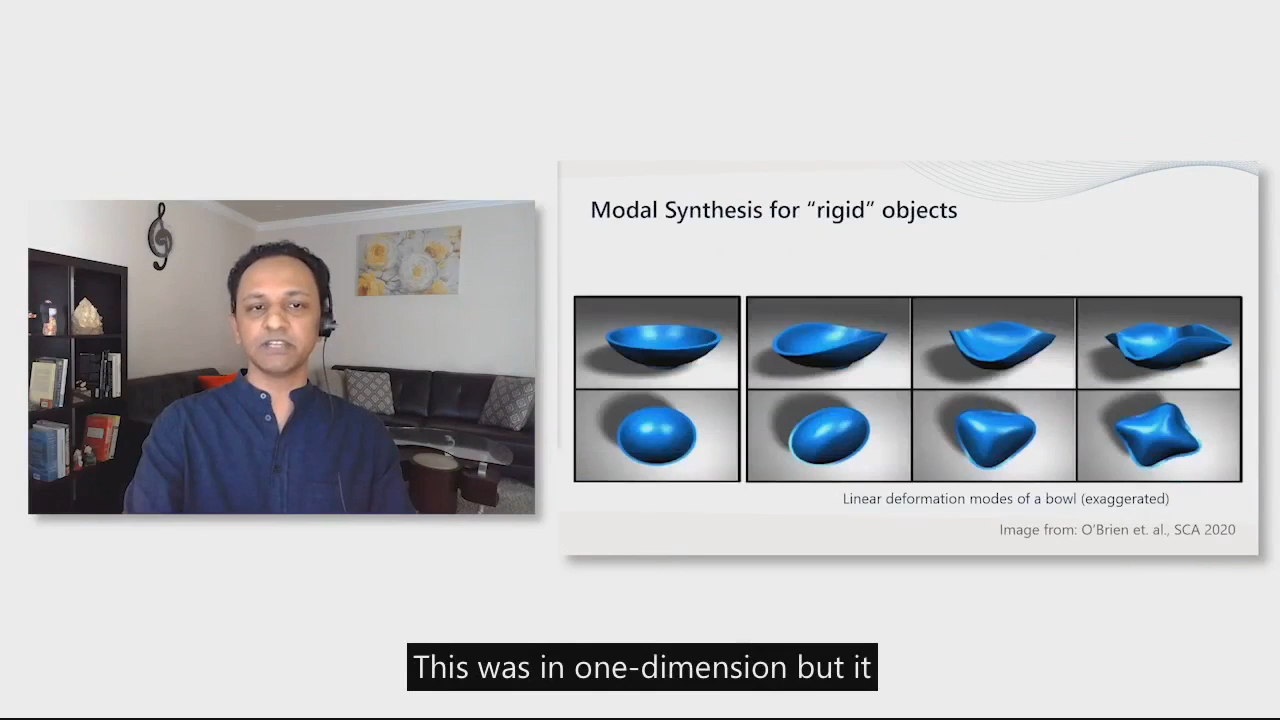 Modal Synthesis for “rigid” objects
Linear deformation modes of a bowl (exaggerated)
Image from: O’Brien et. al., SCA 2020
This was in one-dimension but it